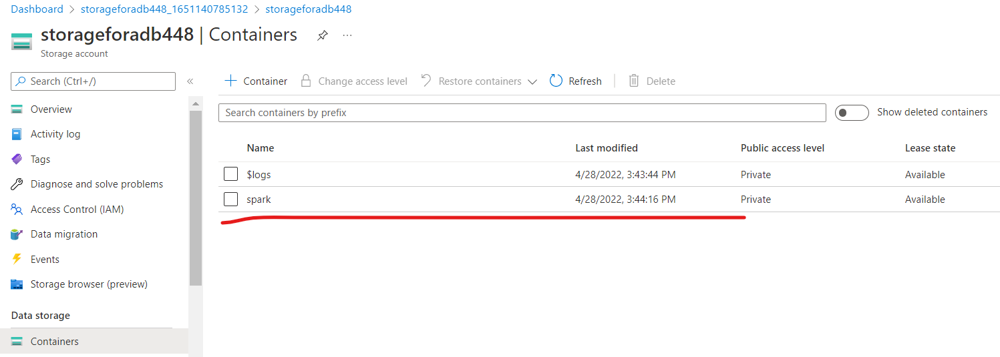 Dashboard > storageforadb448_1651140785132 > storageforadb448
storageforadb448 | Containers
Storage account
Search (Ctrl+/)
Overview
Activity log
Tags
Diagnose and solve problems
Access Control (IAM)
Data migration
Events
Storage browser (preview)
Data storage
Containers
+ Container Change access level Restore containers Refresh Delete
Search containers by prefix Show deleted containers
Name Last modified Public access level Lease state
$logs 4/28/2022, 3:43:44 PM Private Available
spark 4/28/2022, 3:44:16 PM Private Available